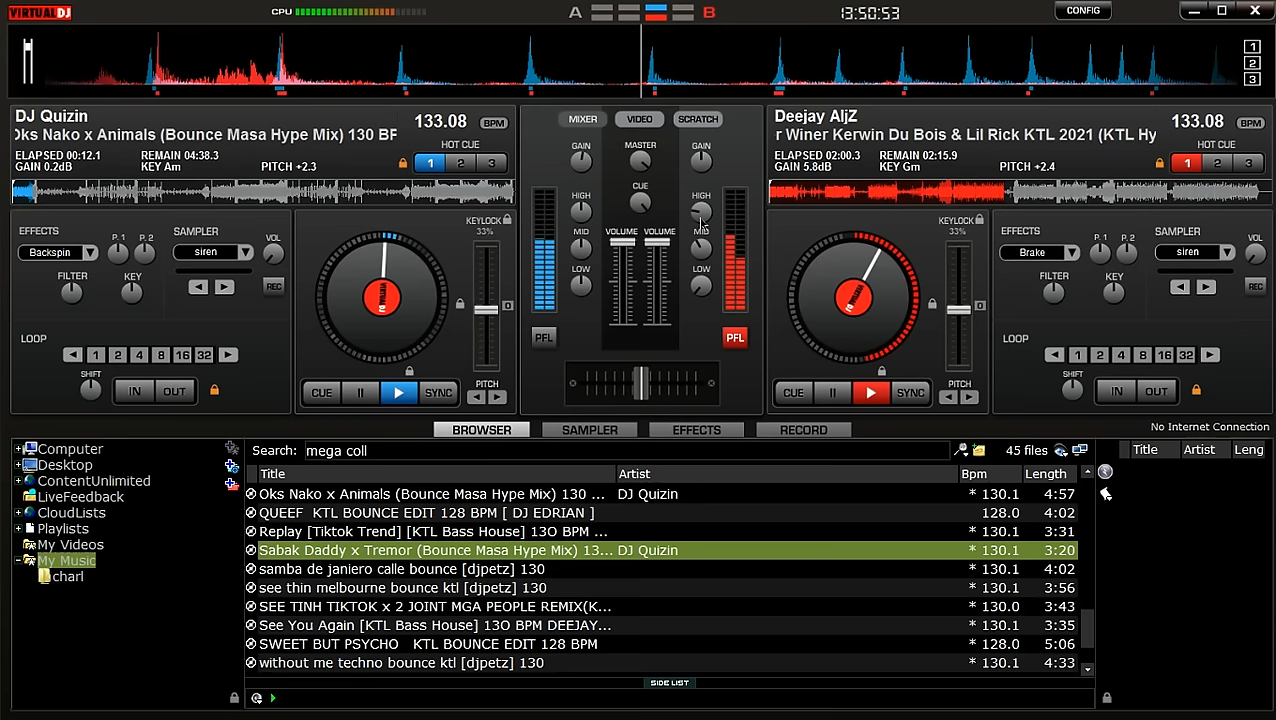 VIRTUAL DJ
CPU
A
B
13:50:53
CONFIG
1
2
3
DJ Quizin
Oks Nako x Animals (Bounce Masa Hype Mix) 130 BP
133.08 BPM
ELAPSED 00:12.1 REMAIN 04:38.3
GAIN 0.2dB KEY Am PITCH +2.3
HOT CUE
1 2 3
EFFECTS
Backspin
P. 1 P. 2
SAMPLER
siren
VOL
FILTER KEY
REC
LOOP
1 2 4 8 16 32
SHIFT
IN OUT
KEYLOCK
33%
0
CUE SYNC
PITCH
MIXER VIDEO SCRATCH
GAIN MASTER GAIN
HIGH CUE HIGH
MID VOLUME VOLUME MID
LOW LOW
PFL PFL
Deejay AljZ
r Winer Kerwin Du Bois & Lil Rick KTL 2021 (KTL Hy
133.08 BPM
ELAPSED 02:00.3 REMAIN 02:15.9
GAIN 5.8dB KEY Gm PITCH +2.4
HOT CUE
1 2 3
KEYLOCK
33%
0
CUE SYNC
PITCH
EFFECTS
Brake
P. 1 P. 2
SAMPLER
siren
VOL
FILTER KEY
REC
LOOP
1 2 4 8 16 32
SHIFT
IN OUT
BROWSER SAMPLER EFFECTS RECORD
No Internet Connection
Computer
Desktop
ContentUnlimited
LiveFeedback
CloudLists
Playlists
My Videos
My Music
charl
Search: mega coll
45 files
Title Artist Bpm Length
Oks Nako x Animals (Bounce Masa Hype Mix) 130 ... DJ Quizin * 130.1 4:57
QUEEF KTL BOUNCE EDIT 128 BPM [ DJ EDRIAN ] 128.0 4:02
Replay [Tiktok Trend] [KTL Bass House] 13O BPM ... * 130.1 3:31
Sabak Daddy x Tremor (Bounce Masa Hype Mix) 13... DJ Quizin * 130.1 3:20
samba de janiero calle bounce [djpetz] 130 * 130.1 4:02
see thin melbourne bounce ktl [djpetz] 130 * 130.1 3:56
SEE TINH TIKTOK x 2 JOINT MGA PEOPLE REMIX(K... * 130.0 3:43
See You Again [KTL Bass House] 13O BPM DEEJAY... * 130.1 3:35
SWEET BUT PSYCHO KTL BOUNCE EDIT 128 BPM * 128.0 5:06
without me techno bounce ktl [djpetz] 130 * 130.1 4:33
SIDE LIST
Title Artist Leng